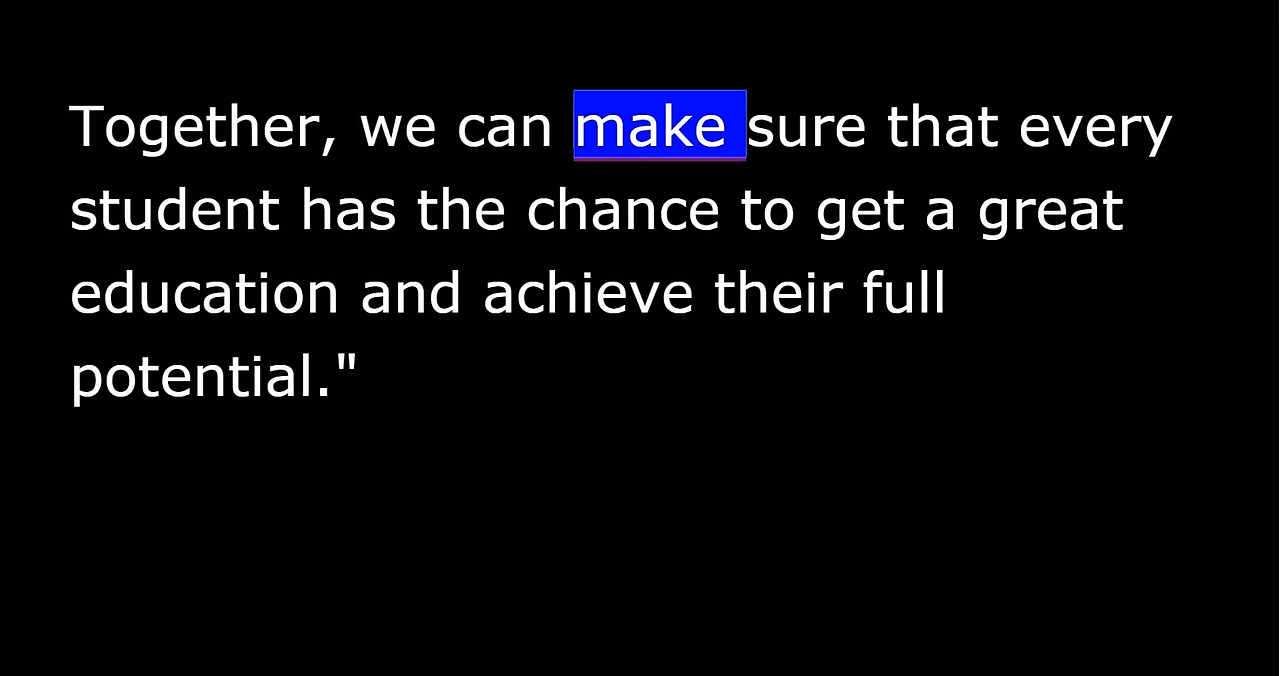 Together, we can make sure that every
student has the chance to get a great
education and achieve their full
potential."